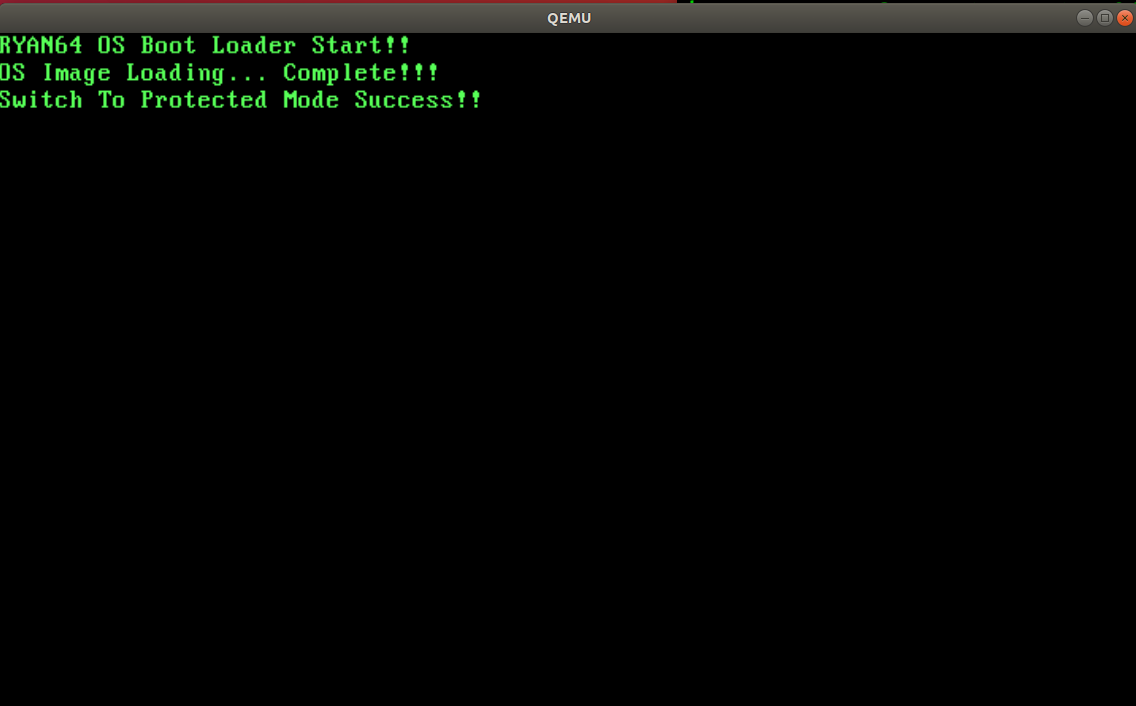 QEMU
RYAN64 OS Boot Loader Start!!
OS Image Loading... Complete!!!
Switch To Protected Mode Success!!